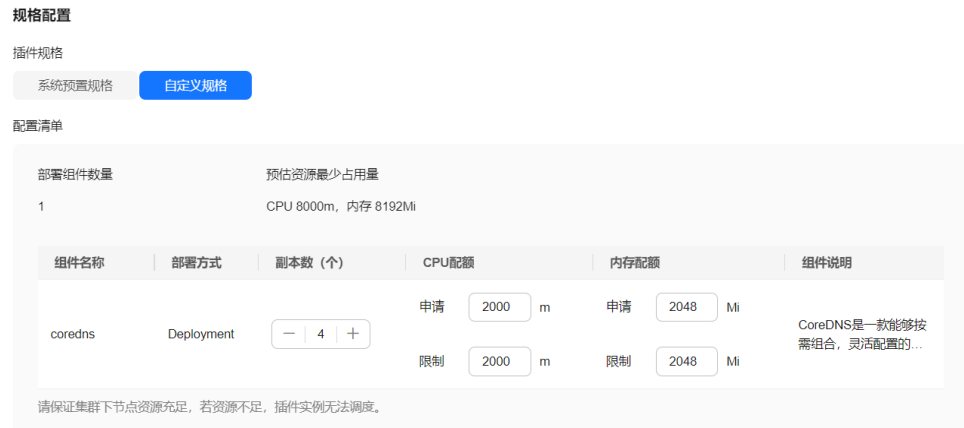 规格配置
插件规格
系统预置规格 自定义规格
配置清单
部署组件数量 预估资源最少占用量
1 CPU 8000m，内存 8192Mi
组件名称 部署方式 副本数（个） CPU配额 内存配额 组件说明
申请 2000 m 申请 2048 Mi
coredns Deployment － 4 ＋ CoreDNS是一款能够按
需组合，灵活配置的...
限制 2000 m 限制 2048 Mi
请保证集群下节点资源充足，若资源不足，插件实例无法调度。